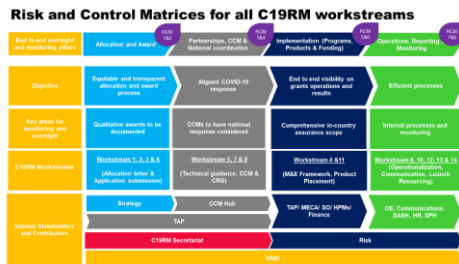 Risk and Control Matrices for all C19RM workstreams
End to end oversight
and monitoring pillars
Allocation and Award
RCM
1&2
Partnerships, CCM &
National coordination
RCM
3&4
Implementation (Programs,
Products & Funding)
RCM
Operations, Reporting
Monitoring
RCM
Objective
Equitable and transparent
allocation and award
process
Aligned COVID-19
response
End to end visibility on
grants operations and
results
Efficient processes
Key areas for
monitoring and
oversight
Qualitative awards to be
documented
CCMs to have national
response considered
Comprehensive in-country
assurance scope
Internal processes and
monitoring
C19RM Workstreams
Workstream 1, 2, 3 & 6
(Allocation letter &
Application submission)
Workstream 5, 7 & 8
(Technical guidance, CCM &
CRG)
Workstream 4 &11
(M&E Framework, Product
Placement)
Workstream 9, 10, 12, 13 & 14
(Operationalization,
Communication, Launch
Resourcing)
Internal Stakeholders
and Contributors
Strategy
CCM Hub
TAP/ MECA/ SO/ HPMs/
Finance
OE, Communications,
DASH, HR, SPH
TAP
C19RM Secretariat
Risk
GMD